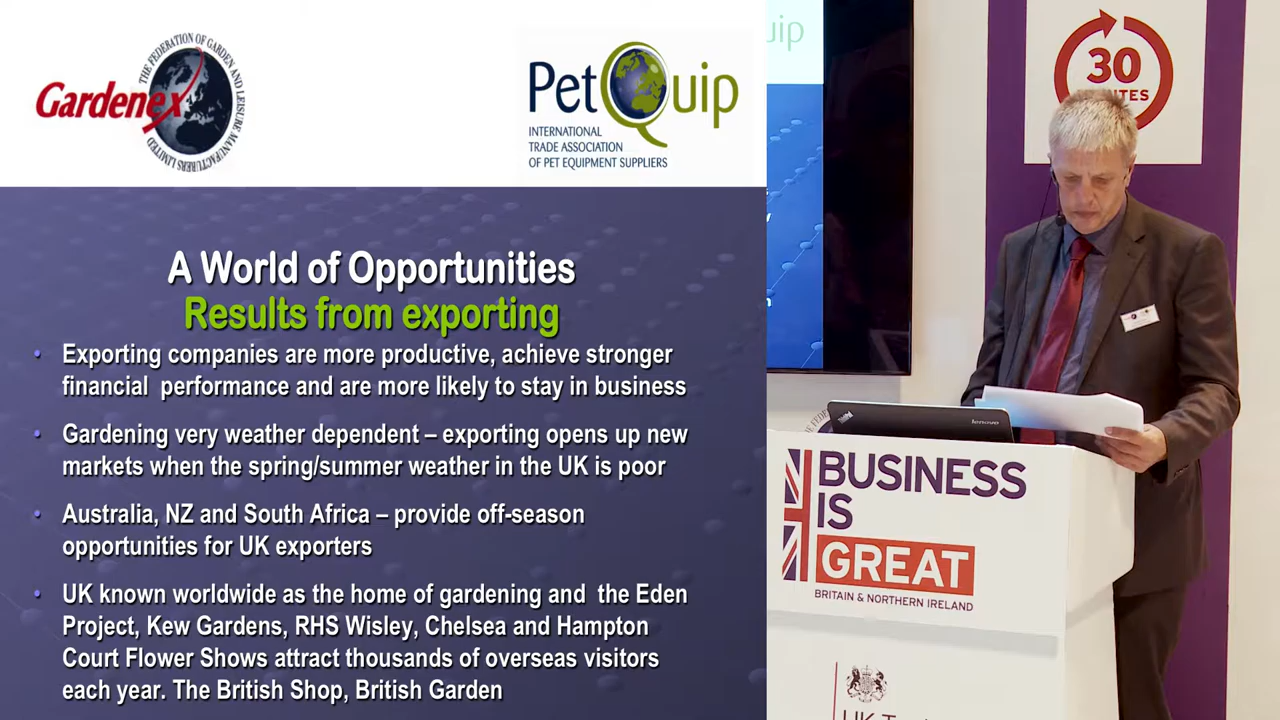 Gardenex
THE FEDERATION OF GARDEN AND LEISURE MANUFACTURERS LIMITED
PetQuip
INTERNATIONAL
TRADE ASSOCIATION
OF PET EQUIPMENT SUPPLIERS
A World of Opportunities
Results from exporting
• Exporting companies are more productive, achieve stronger
financial performance and are more likely to stay in business
• Gardening very weather dependent – exporting opens up new
markets when the spring/summer weather in the UK is poor
• Australia, NZ and South Africa – provide off-season
opportunities for UK exporters
• UK known worldwide as the home of gardening and the Eden
Project, Kew Gardens, RHS Wisley, Chelsea and Hampton
Court Flower Shows attract thousands of overseas visitors
each year. The British Shop, British Garden
uip
30
lenovo
BUSINESS
IS
GREAT
BRITAIN & NORTHERN IRELAND